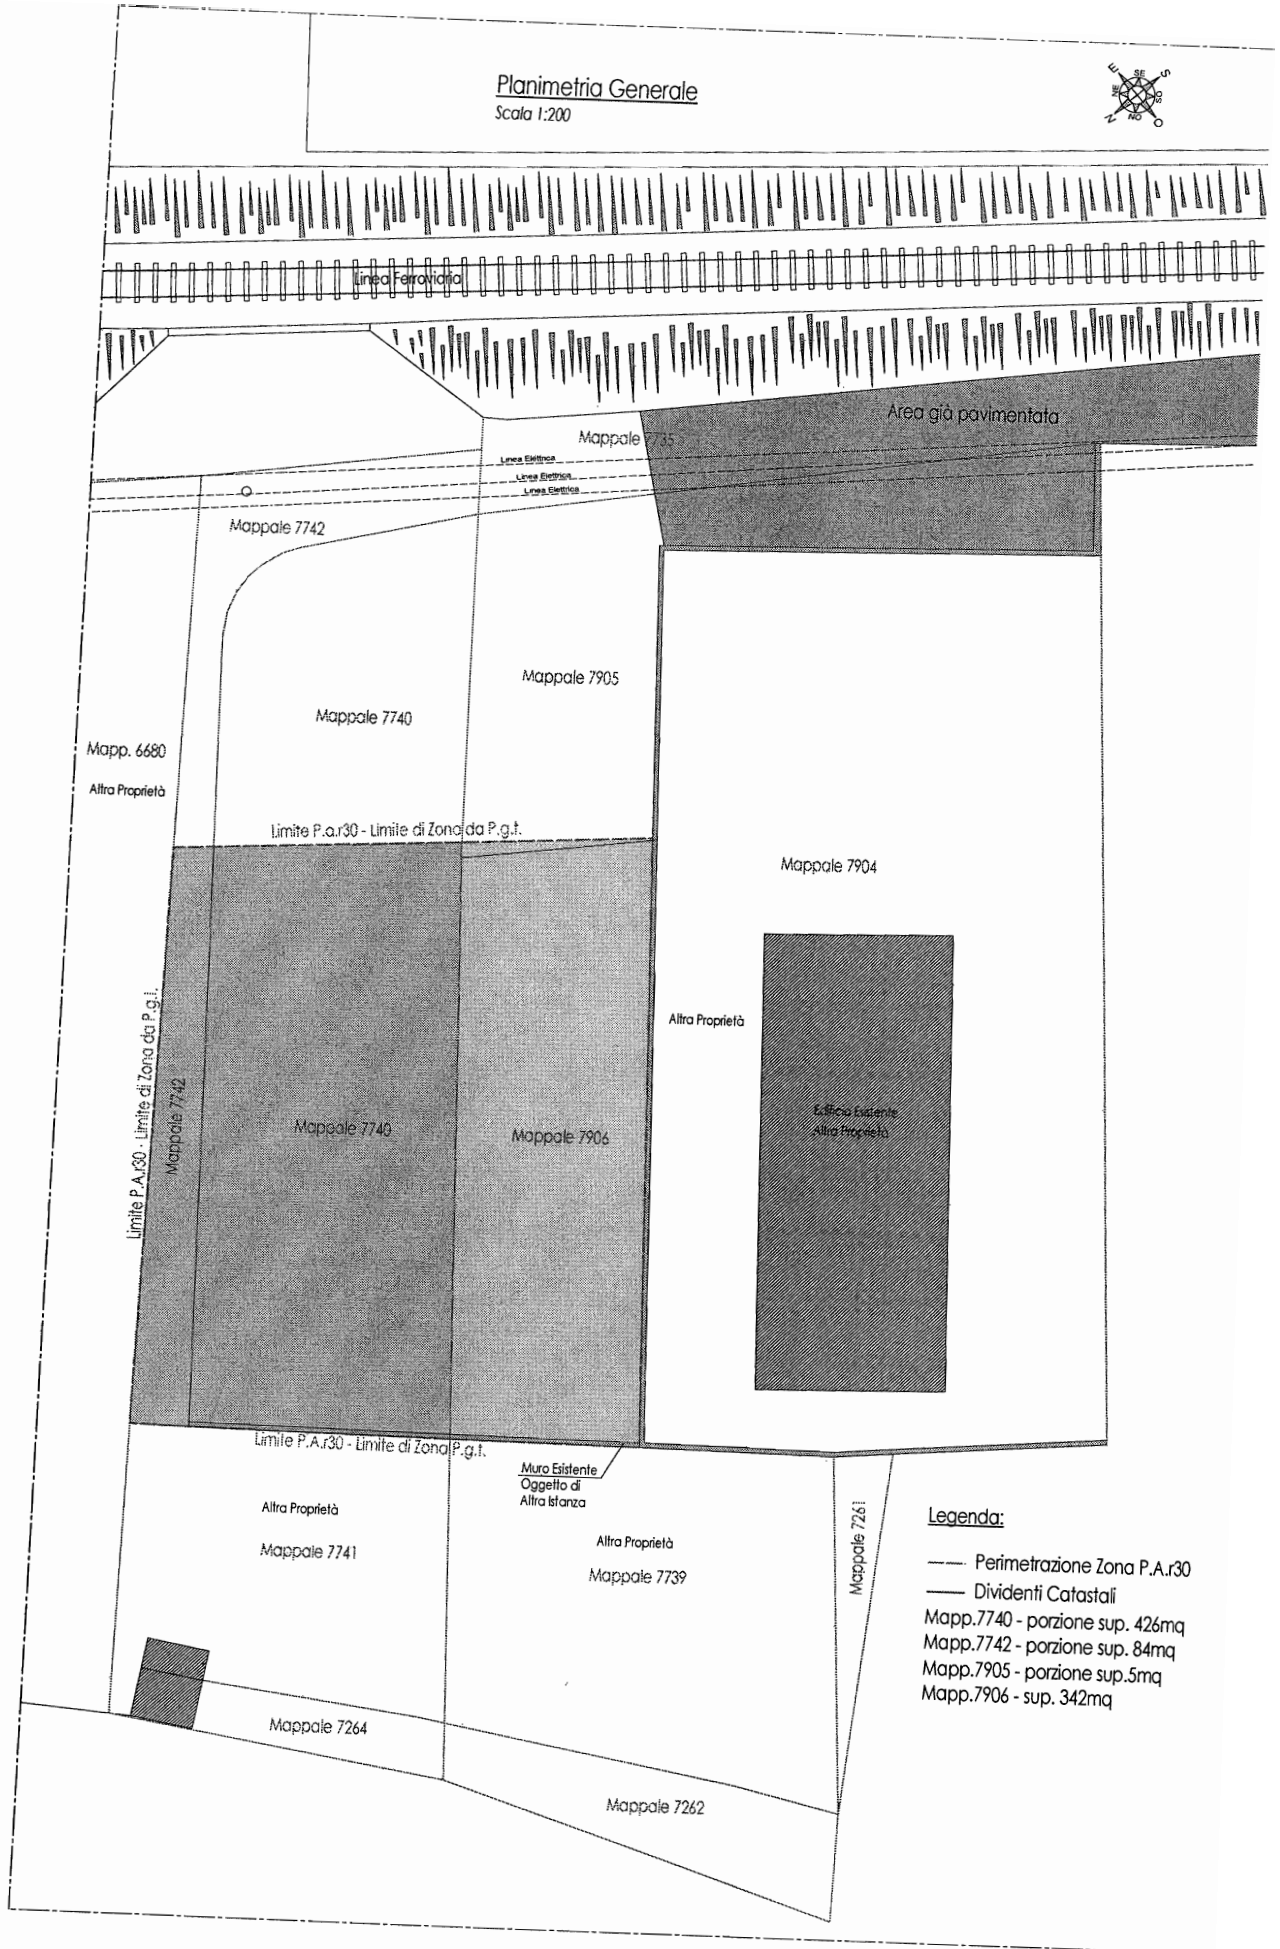 Planimetria Generale
Scala 1:200
E
SE
S
NE
SO
N
NO
O
Linea Ferroviaria
Area già pavimentata
Mappale 7735
Linea Elettrica
Linea Elettrica
Linea Elettrica
Mappale 7742
Mappale 7905
Mappale 7740
Mapp. 6680
Altra Proprietà
Limite P.a.r30 - Limite di Zona da P.g.t.
Mappale 7904
Limite P.A.r30 - Limite di Zona da P.g.t.
Mappale 7742
Altra Proprietà
Mappale 7740
Mappale 7906
Edificio Esistente
Altra Proprietà
Limite P.A.r30 - Limite di Zona P.g.t.
Muro Esistente
Oggetto di
Altra Istanza
Altra Proprietà
Mappale 7741
Altra Proprietà
Mappale 7739
Mappale 7261
Mappale 7264
Mappale 7262
Legenda:
Perimetrazione Zona P.A.r30
Dividenti Catastali
Mapp.7740 - porzione sup. 426mq
Mapp.7742 - porzione sup. 84mq
Mapp.7905 - porzione sup.5mq
Mapp.7906 - sup. 342mq